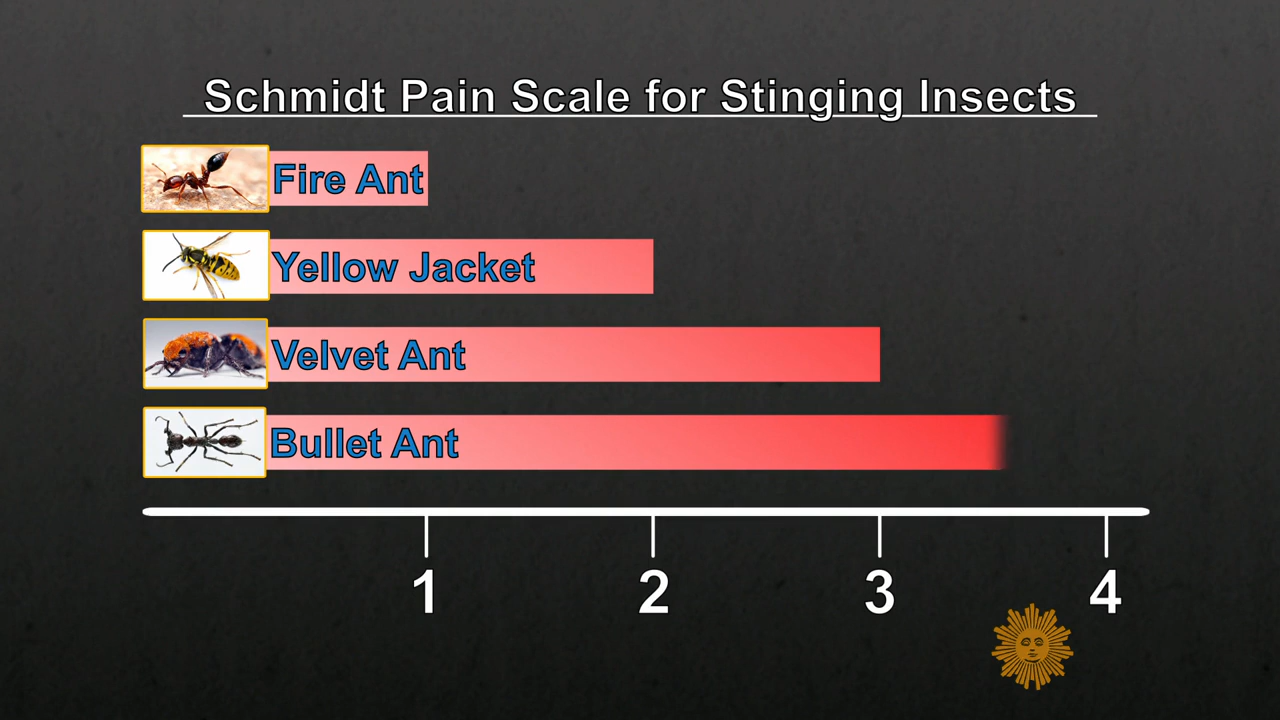 Schmidt Pain Scale for Stinging Insects
Fire Ant
Yellow Jacket
Velvet Ant
Bullet Ant
1 2 3 4